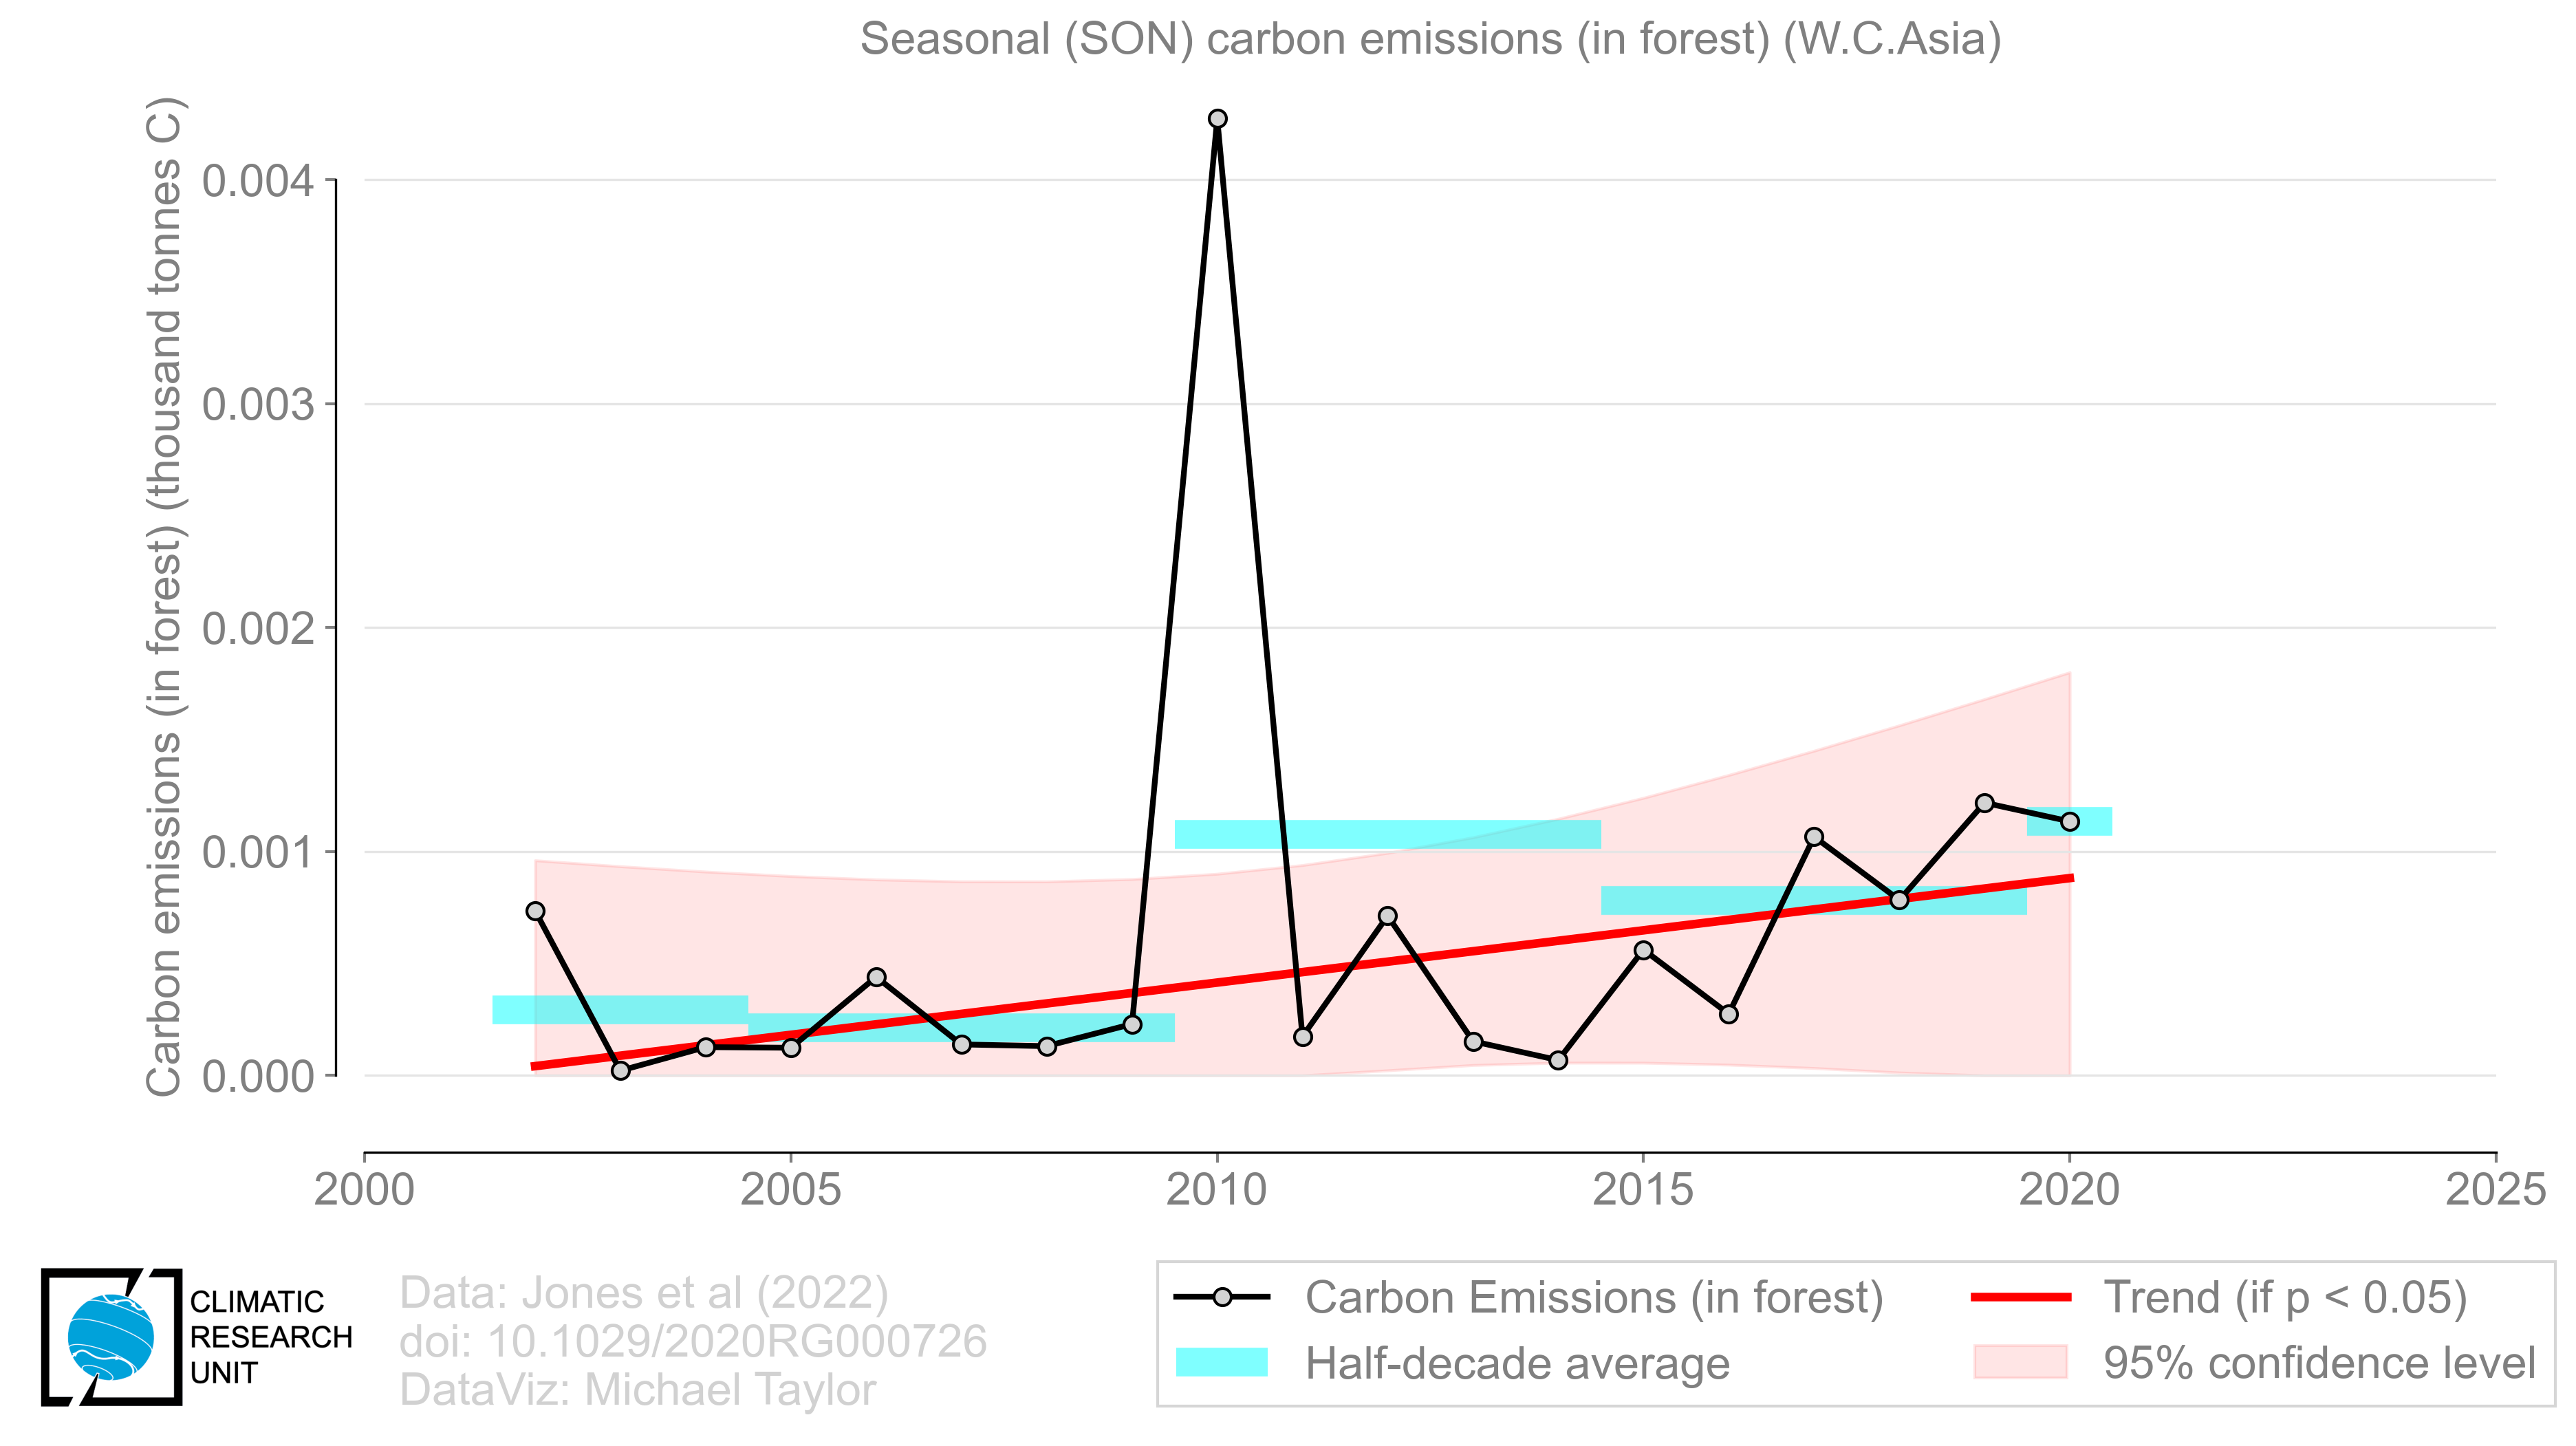 Seasonal (SON) carbon emissions (in forest) (W.C.Asia)
Carbon emissions (in forest) (thousand tonnes C)
0.004
0.003
0.002
0.001
0.000
2000
2005
2010
2015
2020
2025
CLIMATIC
RESEARCH
UNIT
Data: Jones et al (2022)
doi: 10.1029/2020RG000726
DataViz: Michael Taylor
Carbon Emissions (in forest)
Half-decade average
Trend (if p < 0.05)
95% confidence level